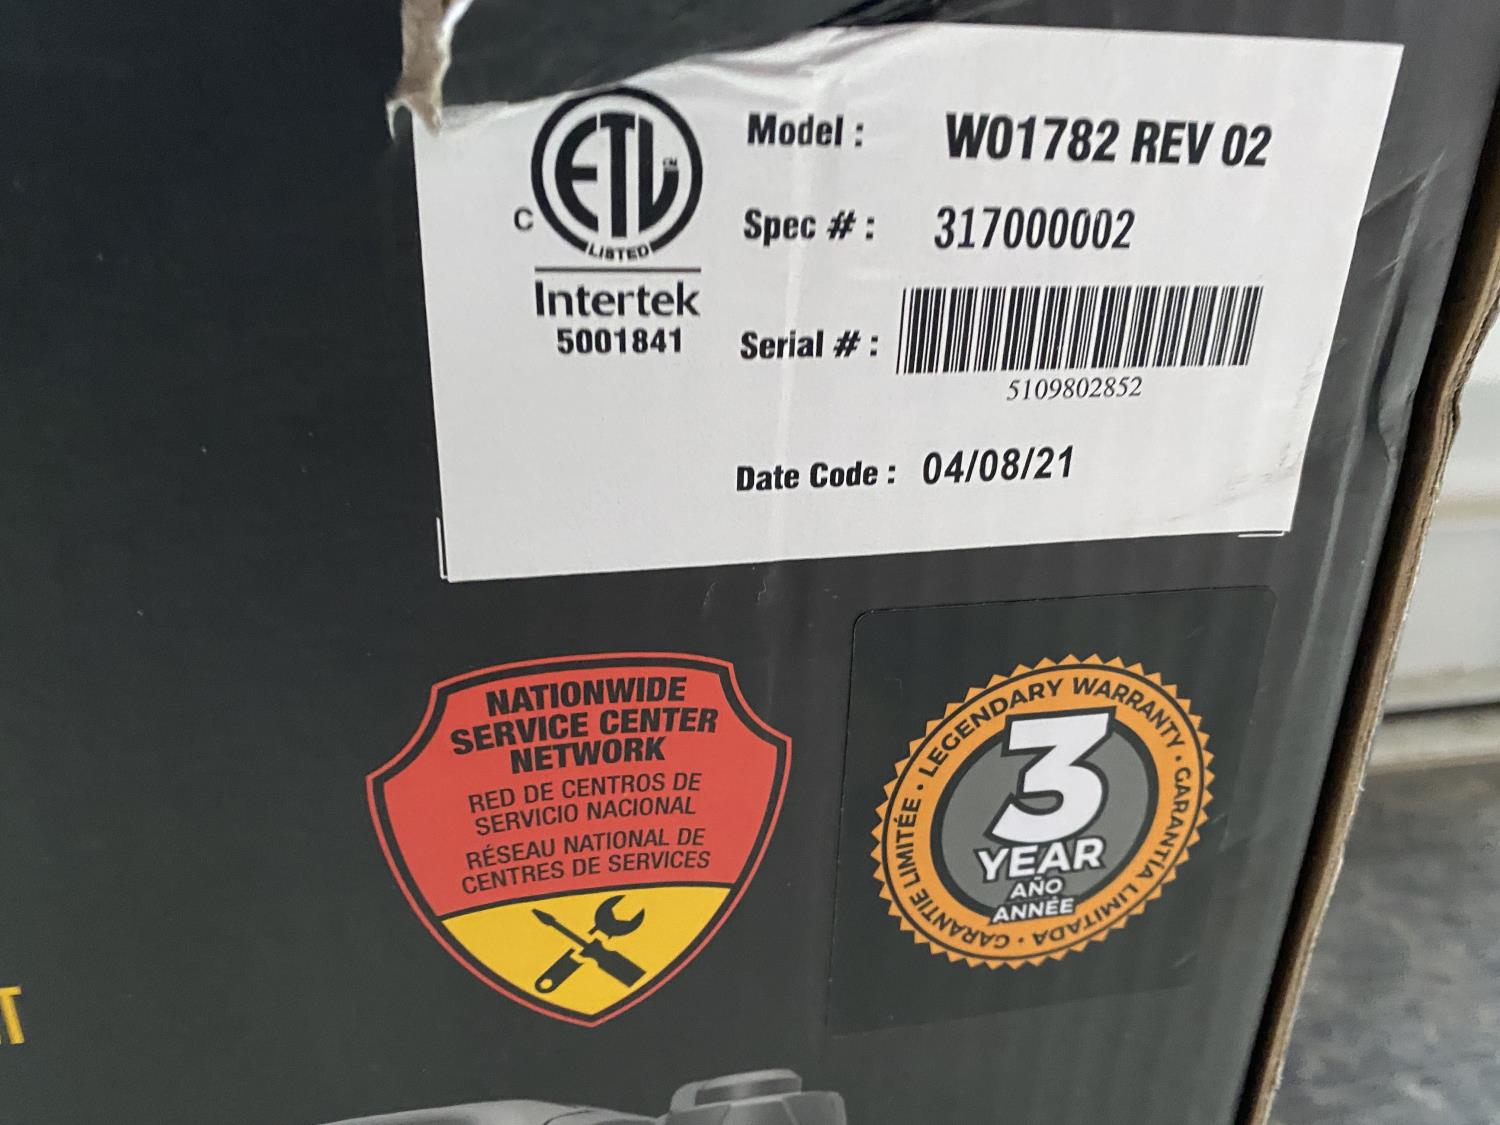 C
ETL
CM
LISTED
Intertek
5001841
Model : W01782 REV 02
Spec # : 317000002
Serial # :
5109802852
Date Code : 04/08/21
NATIONWIDE
SERVICE CENTER
NETWORK
RED DE CENTROS DE
SERVICIO NACIONAL
RÉSEAU NATIONAL DE
CENTRES DE SERVICES
LEGENDARY WARRANTY · GARANTÍA LIMITADA · GARANTIE LIMITÉE ·
3
YEAR
AÑO
ANNÉE
T